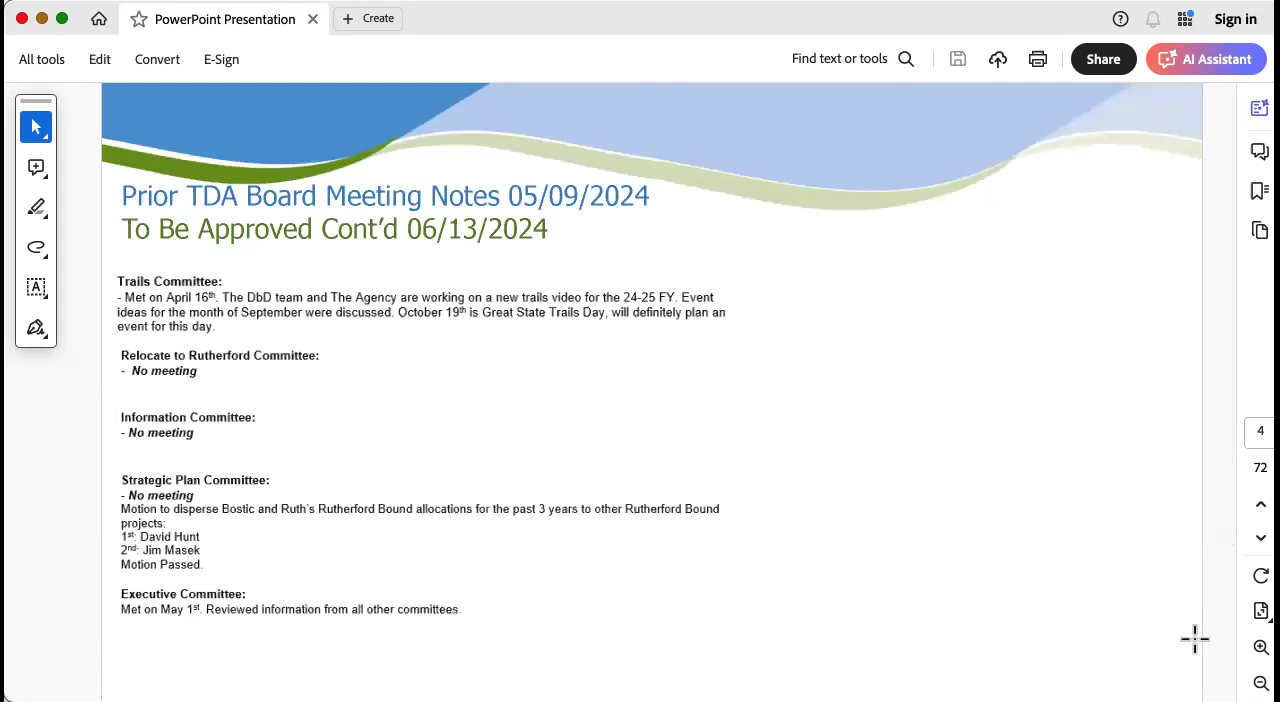 PowerPoint Presentation
Create
Sign in
All tools
Edit
Convert
E-Sign
Find text or tools
Share
AI Assistant
Prior TDA Board Meeting Notes 05/09/2024
To Be Approved Cont’d 06/13/2024
Trails Committee:
- Met on April 16th. The DbD team and The Agency are working on a new trails video for the 24-25 FY. Event
ideas for the month of September were discussed. October 19th is Great State Trails Day, will definitely plan an
event for this day.
Relocate to Rutherford Committee:
- No meeting
Information Committee:
- No meeting
Strategic Plan Committee:
- No meeting
Motion to disperse Bostic and Ruth’s Rutherford Bound allocations for the past 3 years to other Rutherford Bound
projects:
1st: David Hunt
2nd: Jim Masek
Motion Passed.
Executive Committee:
Met on May 1st. Reviewed information from all other committees.
4
72